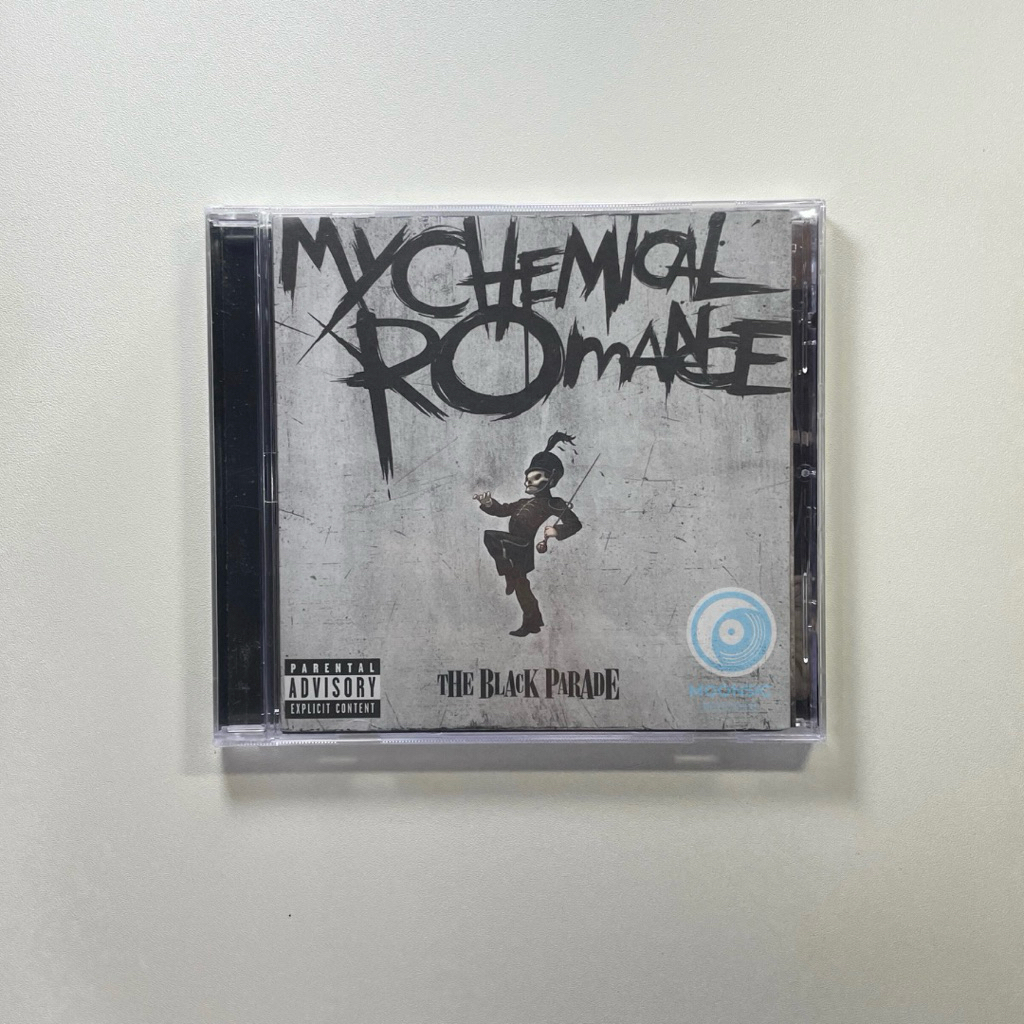 MY CHEMICAL
ROMANCE
THE BLACK PARADE
PARENTAL
ADVISORY
EXPLICIT CONTENT